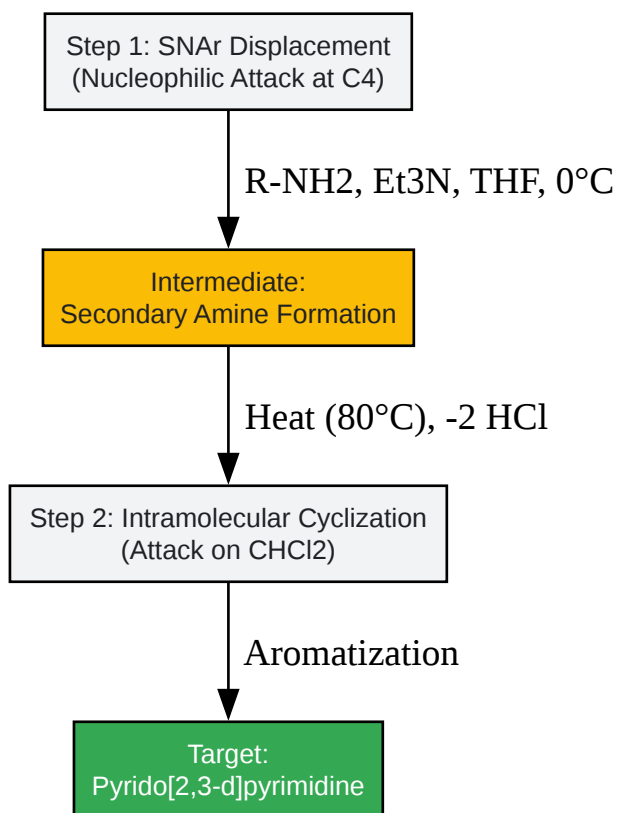 Step 1: SNAr Displacement
(Nucleophilic Attack at C4)
R-NH2, Et3N, THF, 0°C
Intermediate:
Secondary Amine Formation
Heat (80°C), -2 HCl
Step 2: Intramolecular Cyclization
(Attack on CHCl2)
Aromatization
Target:
Pyrido[2,3-d]pyrimidine